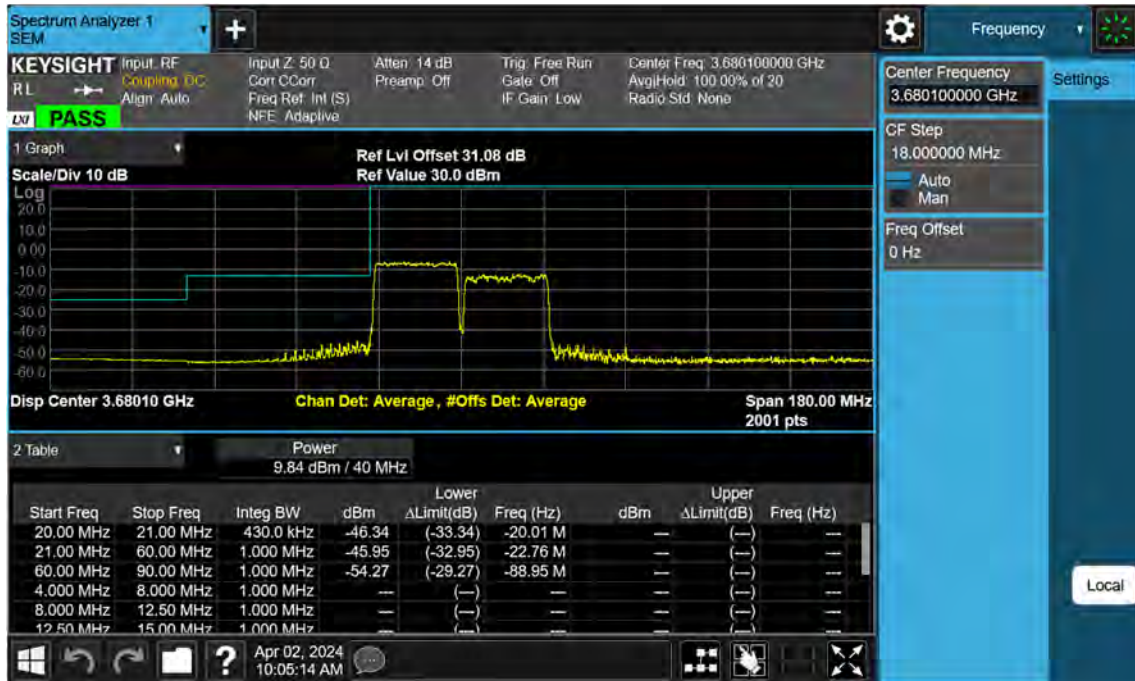 Spectrum Analyzer 1
SEM
Frequency
KEYSIGHT
RL
LXI
PASS
Input: RF
Coupling: DC
Align: Auto
Input Z: 50 Ω
Corr CCorr
Freq Ref: Int (S)
NFE: Adaptive
Atten: 14 dB
Preamp: Off
Trig: Free Run
Gate: Off
IF Gain: Low
Center Freq: 3.680100000 GHz
Avg|Hold: 100.00% of 20
Radio Std: None
1 Graph
Scale/Div 10 dB
Ref Lvl Offset 31.08 dB
Ref Value 30.0 dBm
Log
20.0
10.0
0.00
-10.0
-20.0
-30.0
-40.0
-50.0
-60.0
Disp Center 3.68010 GHz
Chan Det: Average, #Offs Det: Average
Span 180.00 MHz
2001 pts
2 Table
Power
9.84 dBm / 40 MHz
Lower Upper
Start Freq Stop Freq Integ BW dBm ΔLimit(dB) Freq (Hz) dBm ΔLimit(dB) Freq (Hz)
20.00 MHz 21.00 MHz 430.0 kHz -46.34 (-33.34) -20.01 M --- (---) ---
21.00 MHz 60.00 MHz 1.000 MHz -45.95 (-32.95) -22.76 M --- (---) ---
60.00 MHz 90.00 MHz 1.000 MHz -54.27 (-29.27) -88.95 M --- (---) ---
4.000 MHz 8.000 MHz 1.000 MHz --- (---) --- --- (---) ---
8.000 MHz 12.50 MHz 1.000 MHz --- (---) --- --- (---) ---
12.50 MHz 15.00 MHz 1.000 MHz --- (---) --- --- (---) ---
?
Apr 02, 2024
10:05:14 AM
Center Frequency
3.680100000 GHz
Settings
CF Step
18.000000 MHz
Auto
Man
Freq Offset
0 Hz
Local